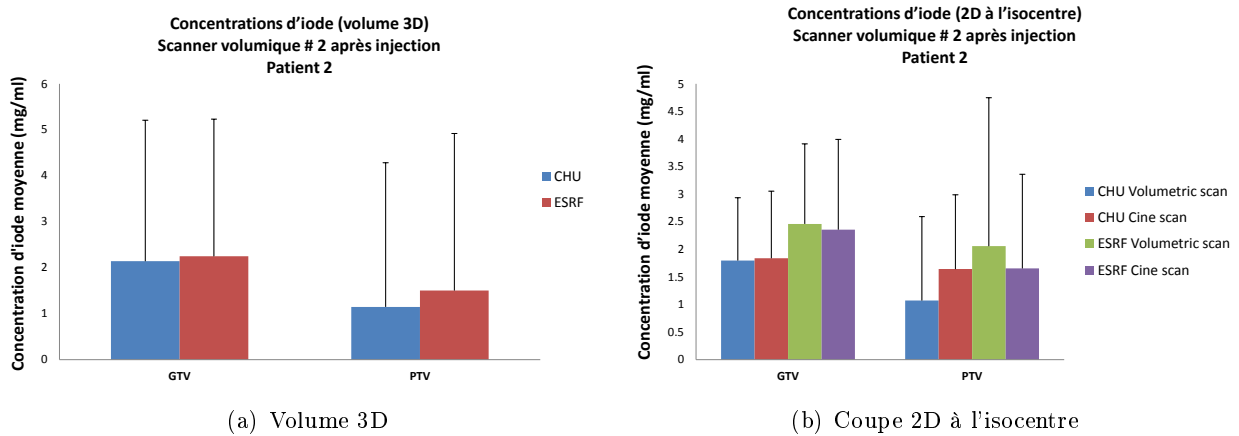 Concentrations d'iode (volume 3D)
Scanner volumique # 2 après injection
Patient 2
Concentration d'iode moyenne (mg/ml)
6
5
4
3
2
1
0
GTV
PTV
CHU
ESRF
(a) Volume 3D
Concentrations d'iode (2D à l'isocentre)
Scanner volumique # 2 après injection
Patient 2
Concentration d'iode moyenne (mg/ml)
5
4.5
4
3.5
3
2.5
2
1.5
1
0.5
0
GTV
PTV
CHU Volumetric scan
CHU Cine scan
ESRF Volumetric scan
ESRF Cine scan
(b) Coupe 2D à l'isocentre